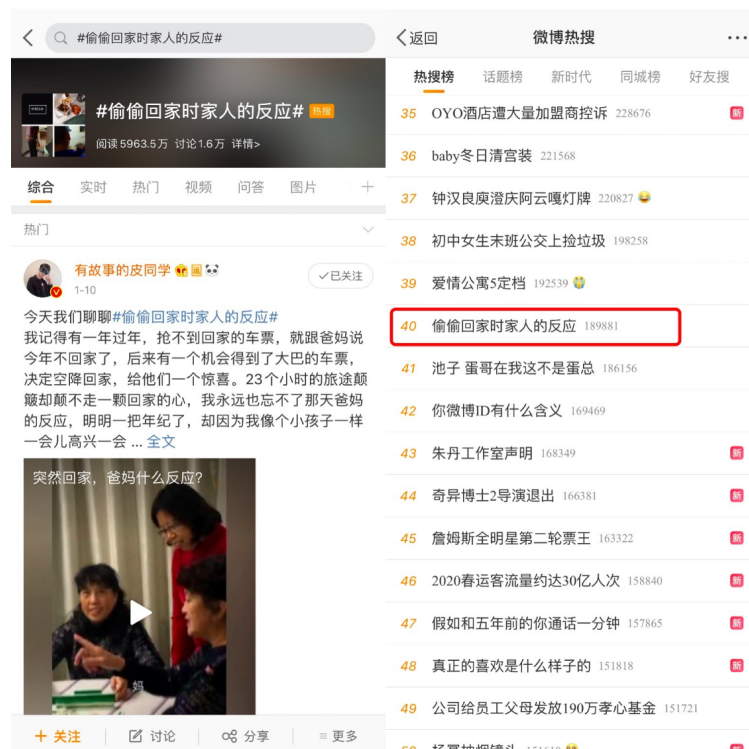 #偷偷回家时家人的反应#
#偷偷回家时家人的反应# 热搜
阅读5963.5万 讨论1.6万 详情>
综合 实时 热门 视频 问答 图片
热门
有故事的皮同学
已关注
1-10
今天我们聊聊#偷偷回家时家人的反应#
我记得有一年过年，抢不到回家的车票，就跟爸妈说
今年不回家了，后来有一个机会得到了大巴的车票，
决定空降回家，给他们一个惊喜。23个小时的旅途颠
簸却颠不走一颗回家的心，我永远也忘不了那天爸妈
的反应，明明一把年纪了，却因为我像个小孩子一样
一会儿高兴一会 ... 全文
突然回家，爸妈什么反应？
妈
关注 讨论 分享 更多
返回 微博热搜
热搜榜 话题榜 新时代 同城榜 好友搜
35 OYO酒店遭大量加盟商控诉 228676 新
36 baby冬日清宫装 221568
37 钟汉良庾澄庆阿云嘎灯牌 220827
38 初中女生末班公交上捡垃圾 198258
39 爱情公寓5定档 192539
40 偷偷回家时家人的反应 189881
41 池子 蛋哥在我这不是蛋总 186156
42 你微博ID有什么含义 169469
43 朱丹工作室声明 168349 新
44 奇异博士2导演退出 166381 新
45 詹姆斯全明星第二轮票王 163322 新
46 2020春运客流量约达30亿人次 158840 新
47 假如和五年前的你通话一分钟 157865 新
48 真正的喜欢是什么样子的 151818 新
49 公司给员工父母发放190万孝心基金 151721